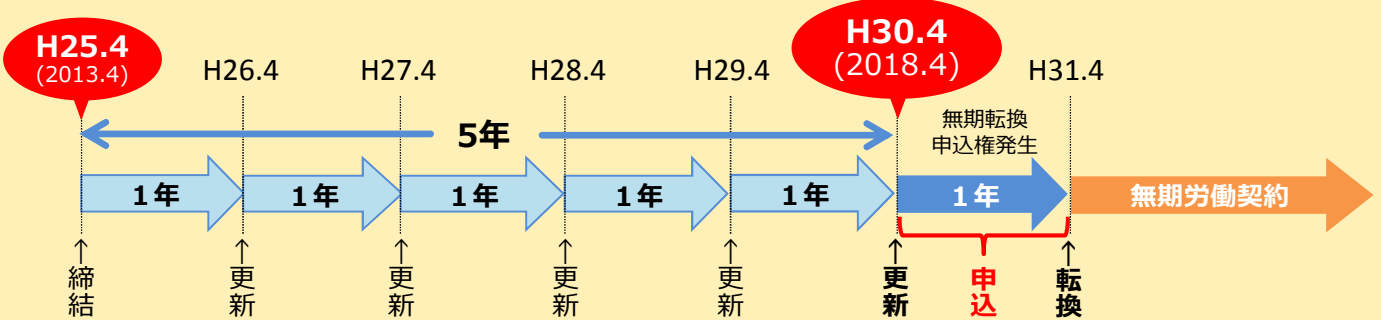 H25.4
(2013.4)
H26.4
H27.4
H28.4
H29.4
H30.4
(2018.4)
H31.4
5年
無期転換
申込権発生
1年
1年
1年
1年
1年
1年
無期労働契約
↑締結
↑更新
↑更新
↑更新
↑更新
↑更新
申込
↑転換